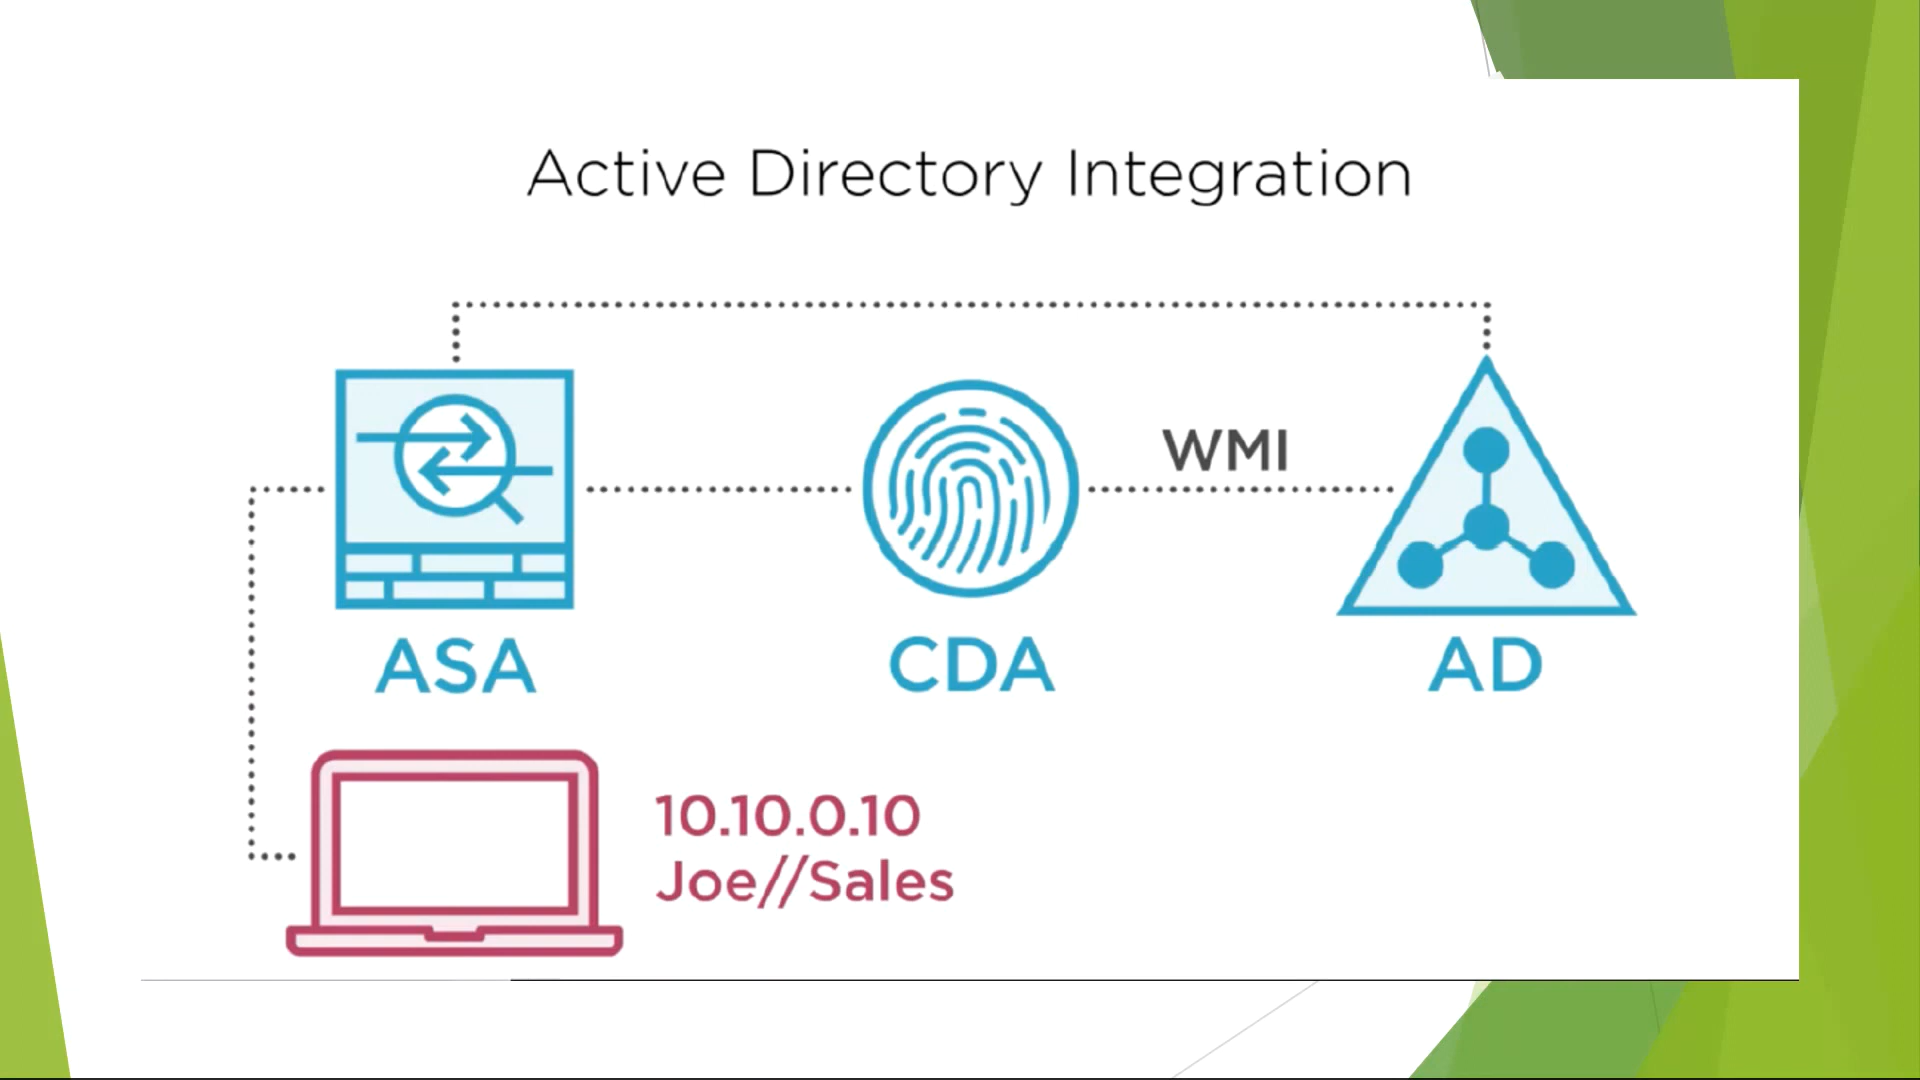 Active Directory Integration
WMI
ASA
CDA
AD
10.10.0.10
Joe//Sales